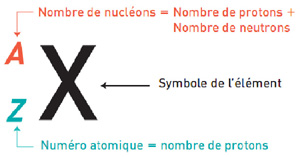 Nombre de nucléons = Nombre de protons +
Nombre de neutrons
A
X
Symbole de l'élément
Z
Numéro atomique = nombre de protons